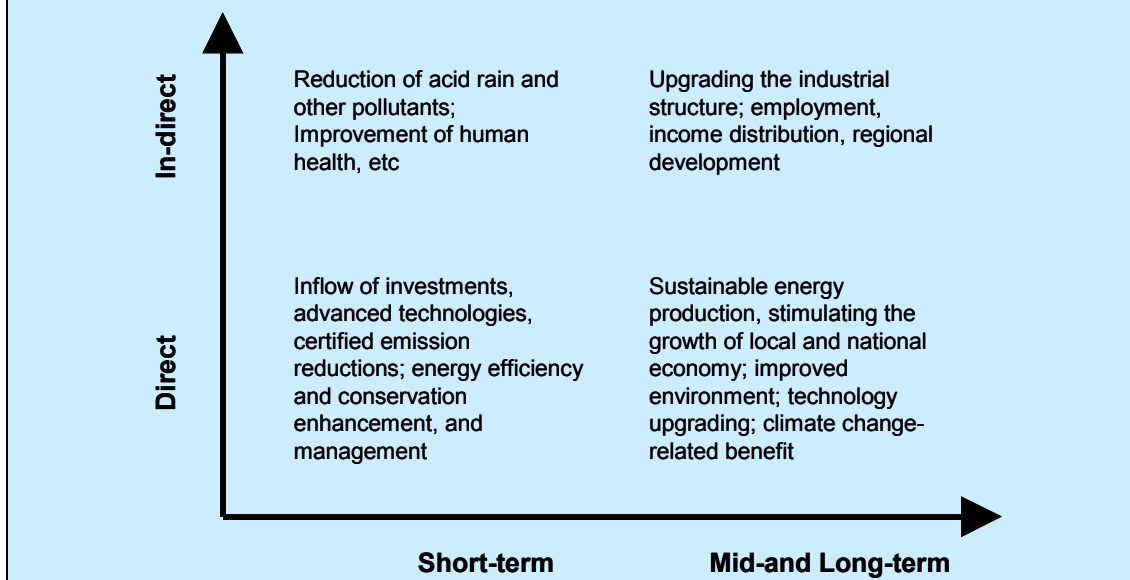 In-direct
Reduction of acid rain and
other pollutants;
Improvement of human
health, etc
Upgrading the industrial
structure; employment,
income distribution, regional
development
Direct
Inflow of investments,
advanced technologies,
certified emission
reductions; energy efficiency
and conservation
enhancement, and
management
Sustainable energy
production, stimulating the
growth of local and national
economy; improved
environment; technology
upgrading; climate change-
related benefit
Short-term
Mid-and Long-term